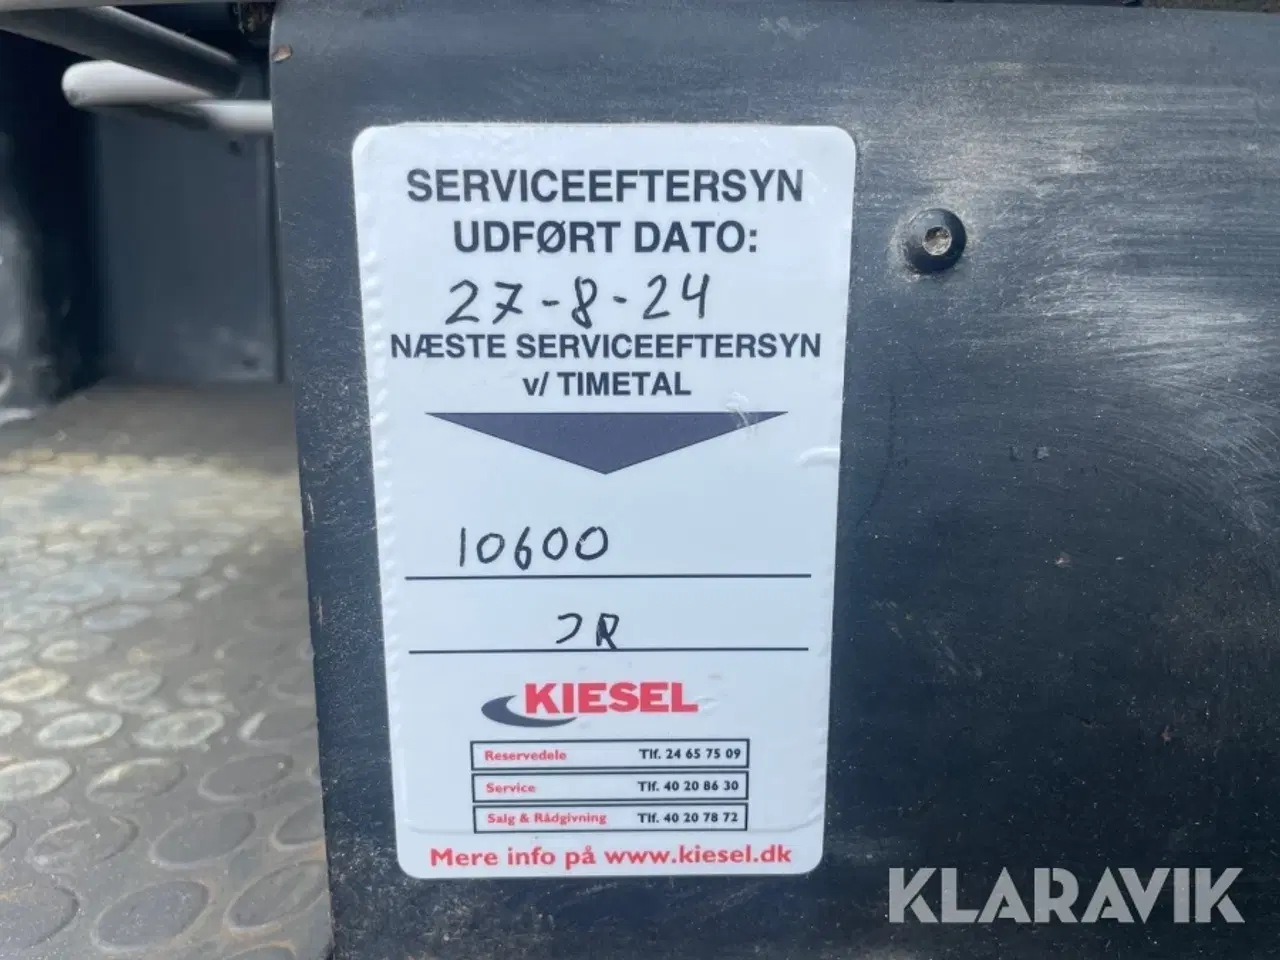 SERVICEEFTERSYN
UDFØRT DATO:
27-8-24
NÆSTE SERVICEEFTERSYN
v/ TIMETAL
10600
JR
KIESEL
Reservedele Tlf. 24 65 75 09
Service Tlf. 40 20 86 30
Salg & Rådgivning Tlf. 40 20 78 72
Mere info på www.kiesel.dk
KLARAVIK